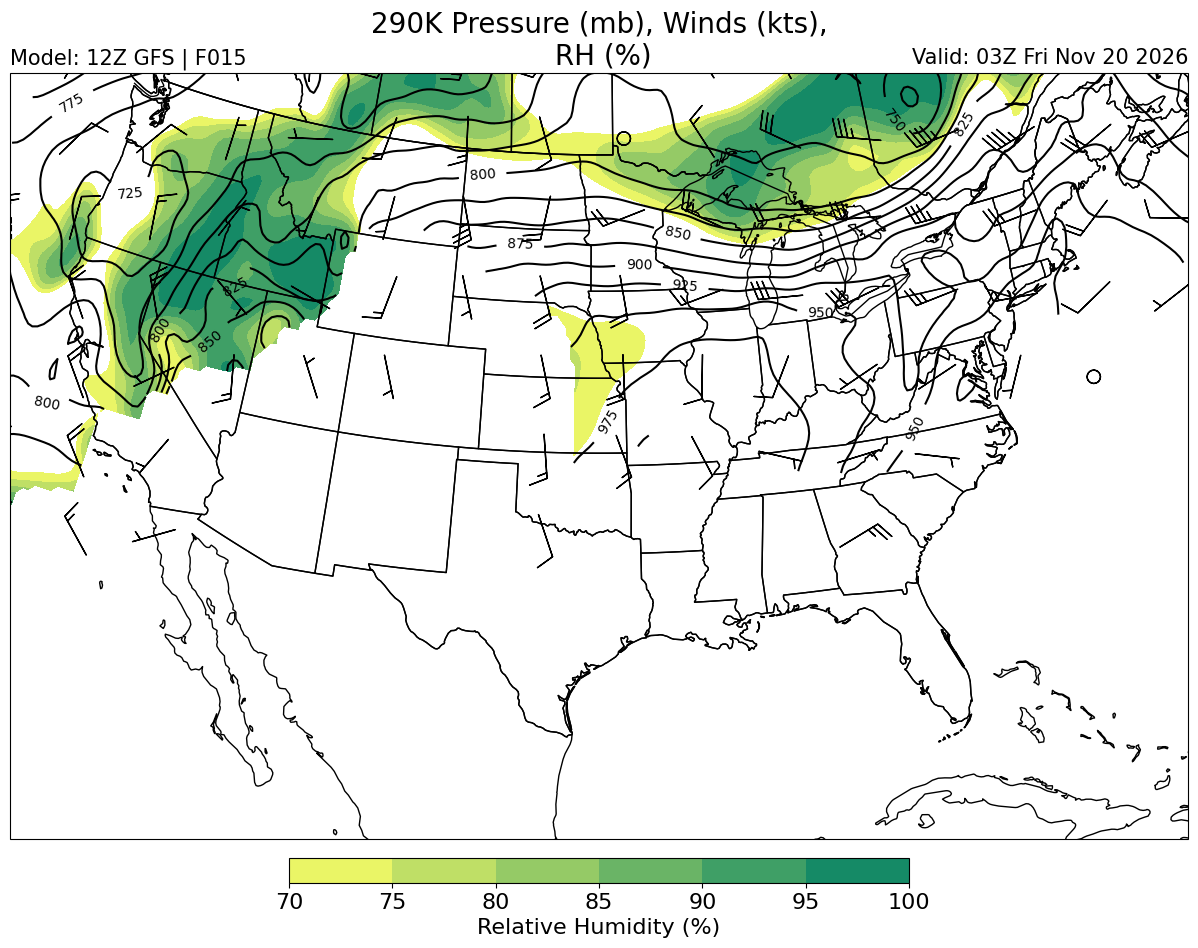 290K Pressure (mb), Winds (kts),
RH (%)
Model: 12Z GFS | F015
Valid: 03Z Fri Nov 20 2026
775
750
825
800
725
850
875
900
825
925
950
800
850
800
975
950
70 75 80 85 90 95 100
Relative Humidity (%)